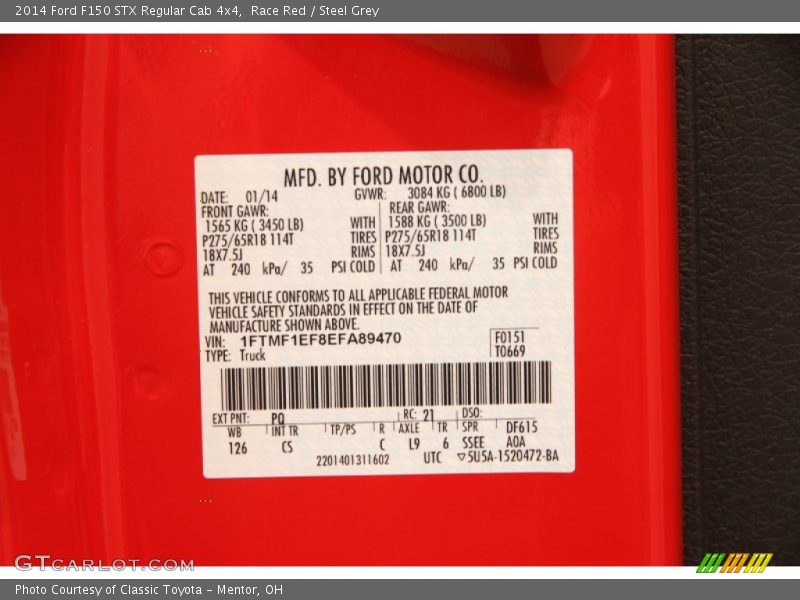 2014 Ford F150 STX Regular Cab 4x4,  Race Red / Steel Grey
MFD. BY FORD MOTOR CO.
DATE: 01/14 GVWR: 3084 KG ( 6800 LB)
FRONT GAWR: REAR GAWR:
1565 KG ( 3450 LB) WITH 1588 KG ( 3500 LB) WITH
P275/65R18 114T TIRES P275/65R18 114T TIRES
18X7.5J RIMS 18X7.5J RIMS
AT 240 kPa/ 35 PSI COLD AT 240 kPa/ 35 PSI COLD
THIS VEHICLE CONFORMS TO ALL APPLICABLE FEDERAL MOTOR
VEHICLE SAFETY STANDARDS IN EFFECT ON THE DATE OF
MANUFACTURE SHOWN ABOVE.
VIN: 1FTMF1EF8EFA89470 F0151
TYPE: Truck T0669
EXT PNT: PQ RC: 21 DSO:
WB INT TR TP/PS R AXLE TR SPR DF615
126 CS C L9 6 SSEE AOA
2201401311602 UTC ▽5U5A-1520472-BA
GTCARLOT.COM
Photo Courtesy of Classic Toyota - Mentor, OH